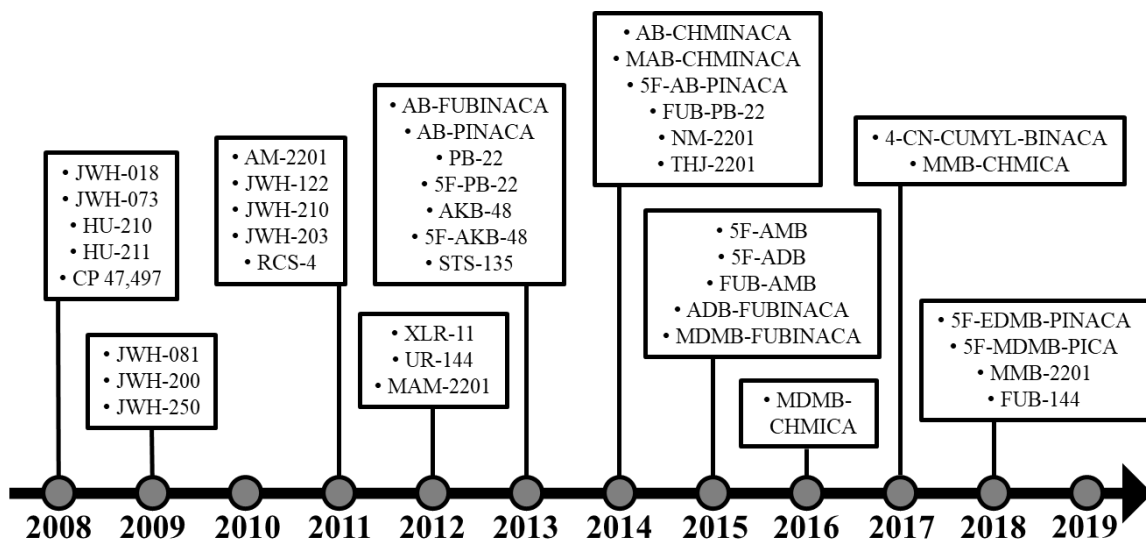 • JWH-018
• JWH-073
• HU-210
• HU-211
• CP 47,497
• JWH-081
• JWH-200
• JWH-250
• AM-2201
• JWH-122
• JWH-210
• JWH-203
• RCS-4
• XLR-11
• UR-144
• MAM-2201
• AB-FUBINACA
• AB-PINACA
• PB-22
• 5F-PB-22
• AKB-48
• 5F-AKB-48
• STS-135
• AB-CHMINACA
• MAB-CHMINACA
• 5F-AB-PINACA
• FUB-PB-22
• NM-2201
• THJ-2201
• 5F-AMB
• 5F-ADB
• FUB-AMB
• ADB-FUBINACA
• MDMB-FUBINACA
• MDMB-
CHMICA
• 4-CN-CUMYL-BINACA
• MMB-CHMICA
• 5F-EDMB-PINACA
• 5F-MDMB-PICA
• MMB-2201
• FUB-144
2008 2009 2010 2011 2012 2013 2014 2015 2016 2017 2018 2019